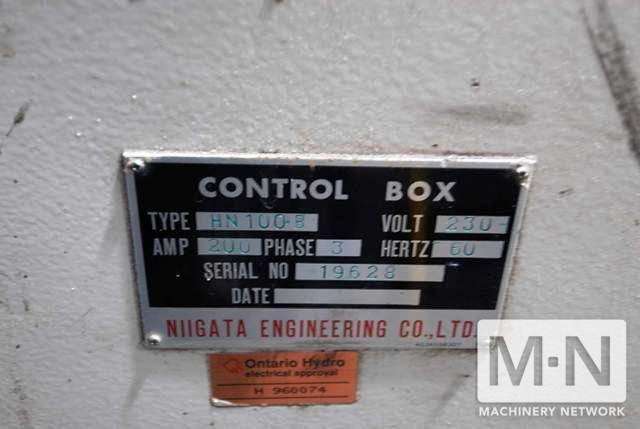 CONTROL BOX
TYPE HN100-B VOLT 230-
AMP 200 PHASE 3 HERTZ 60
SERIAL NO 19628
DATE
NIIGATA ENGINEERING CO.,LTD.
Ontario Hydro
electrical approval
H 960074
M·N
MACHINERY NETWORK